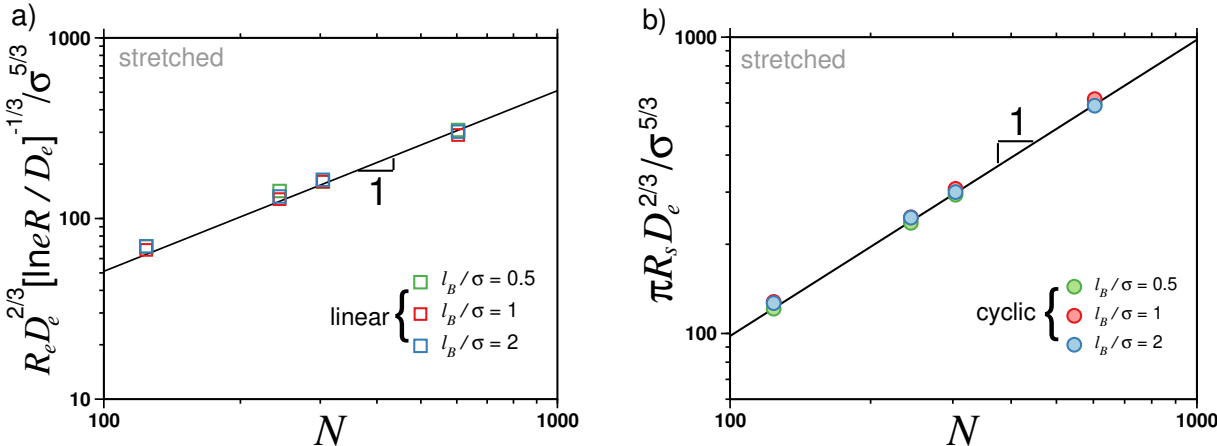 a)
R_e D_e^{2/3} [lneR / D_e]^{-1/3} / σ^{5/3}
1000
100
10
stretched
1
linear
l_B / σ = 0.5
l_B / σ = 1
l_B / σ = 2
100
N
1000
b)
πR_s D_e^{2/3} / σ^{5/3}
1000
100
stretched
1
cyclic
l_B / σ = 0.5
l_B / σ = 1
l_B / σ = 2
100
N
1000